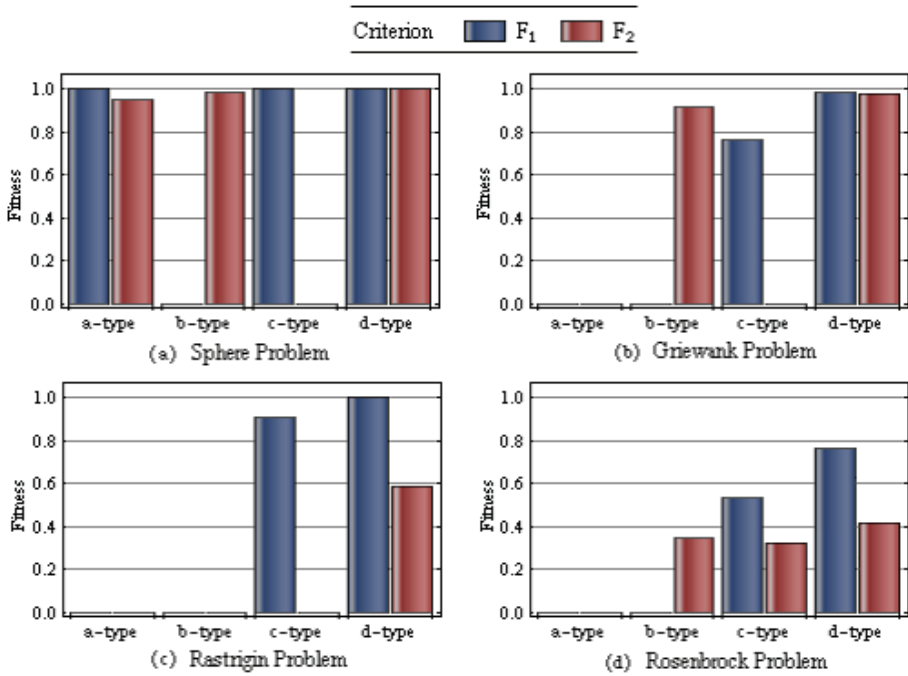 Criterion F₁ F₂
Fitness
1.0
0.8
0.6
0.4
0.2
0.0
a-type b-type c-type d-type
(a) Sphere Problem
Fitness
1.0
0.8
0.6
0.4
0.2
0.0
a-type b-type c-type d-type
(b) Griewank Problem
Fitness
1.0
0.8
0.6
0.4
0.2
0.0
a-type b-type c-type d-type
(c) Rastrigin Problem
Fitness
1.0
0.8
0.6
0.4
0.2
0.0
a-type b-type c-type d-type
(d) Rosenbrock Problem